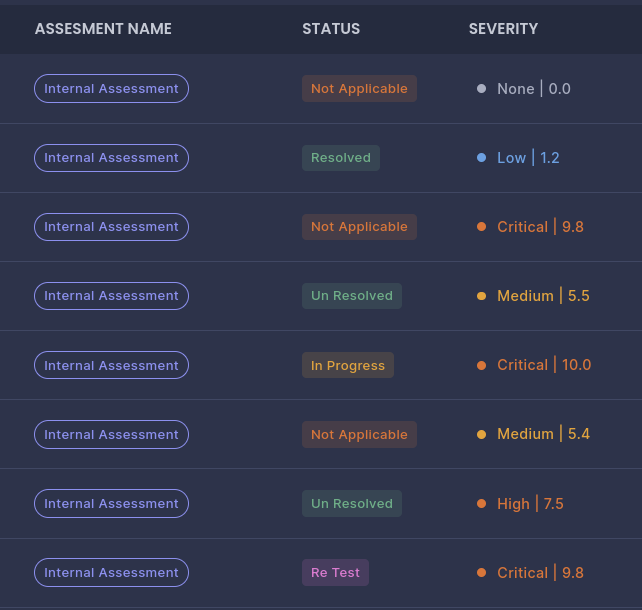 ASSESMENT NAME STATUS SEVERITY
Internal Assessment Not Applicable None | 0.0
Internal Assessment Resolved Low | 1.2
Internal Assessment Not Applicable Critical | 9.8
Internal Assessment Un Resolved Medium | 5.5
Internal Assessment In Progress Critical | 10.0
Internal Assessment Not Applicable Medium | 5.4
Internal Assessment Un Resolved High | 7.5
Internal Assessment Re Test Critical | 9.8